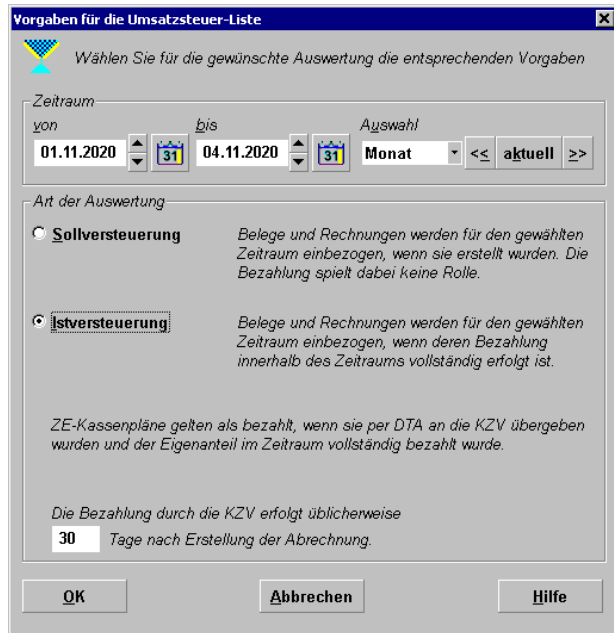 Vorgaben für die Umsatzsteuer-Liste
Wählen Sie für die gewünschte Auswertung die entsprechenden Vorgaben
Zeitraum
von bis Auswahl
01.11.2020 31 04.11.2020 31 Monat << aktuell >>
Art der Auswertung
Sollversteuerung Belege und Rechnungen werden für den gewählten
Zeitraum einbezogen, wenn sie erstellt wurden. Die
Bezahlung spielt dabei keine Rolle.
Istversteuerung Belege und Rechnungen werden für den gewählten
Zeitraum einbezogen, wenn deren Bezahlung
innerhalb des Zeitraums vollständig erfolgt ist.
ZE-Kassenpläne gelten als bezahlt, wenn sie per DTA an die KZV übergeben
wurden und der Eigenanteil im Zeitraum vollständig bezahlt wurde.
Die Bezahlung durch die KZV erfolgt üblicherweise
30 Tage nach Erstellung der Abrechnung.
OK Abbrechen Hilfe